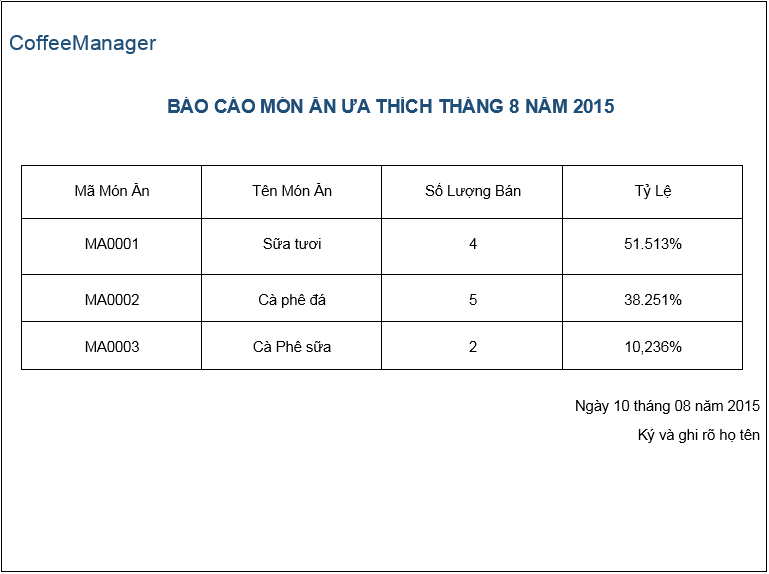 CoffeeManager
BÁO CÁO MÓN ĂN ƯA THÍCH THÁNG 8 NĂM 2015
Mã Món Ăn Tên Món Ăn Số Lượng Bán Tỷ Lệ
MA0001 Sữa tươi 4 51.513%
MA0002 Cà phê đá 5 38.251%
MA0003 Cà Phê sữa 2 10,236%
Ngày 10 tháng 08 năm 2015
Ký và ghi rõ họ tên